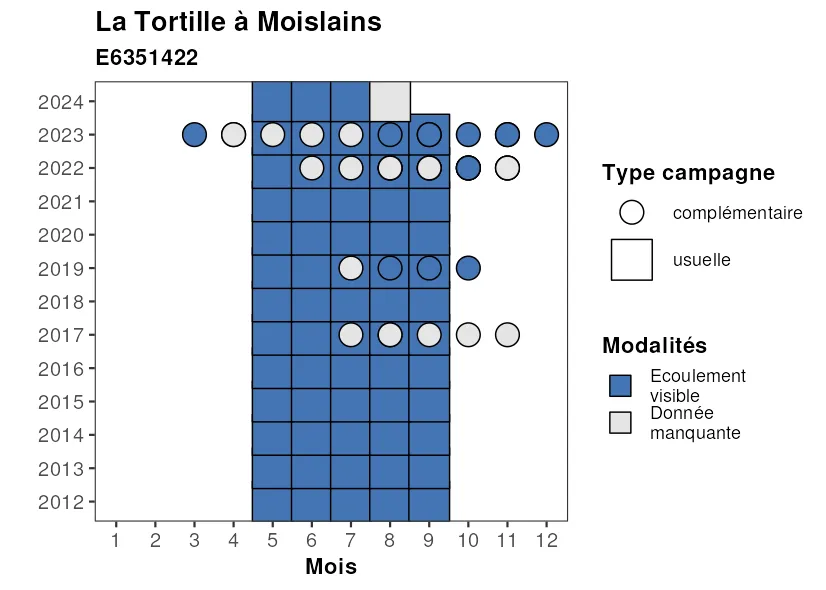 La Tortille à Moislains
E6351422
2024
2023
2022
2021
2020
2019
2018
2017
2016
2015
2014
2013
2012
1 2 3 4 5 6 7 8 9 10 11 12
Mois
Type campagne
complémentaire
usuelle
Modalités
Ecoulement
visible
Donnée
manquante